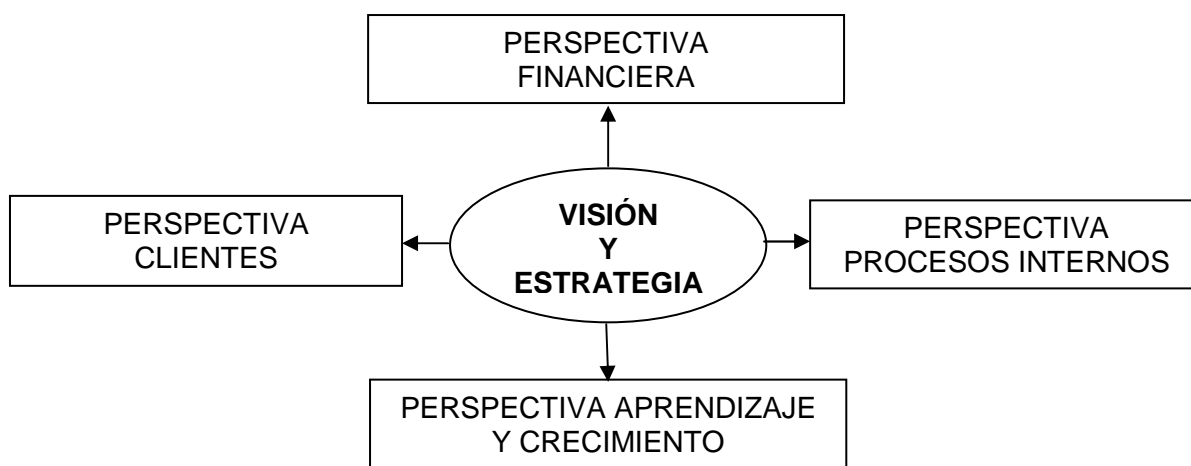 PERSPECTIVA
FINANCIERA
PERSPECTIVA
CLIENTES
VISIÓN
Y
ESTRATEGIA
PERSPECTIVA
PROCESOS INTERNOS
PERSPECTIVA APRENDIZAJE
Y CRECIMIENTO